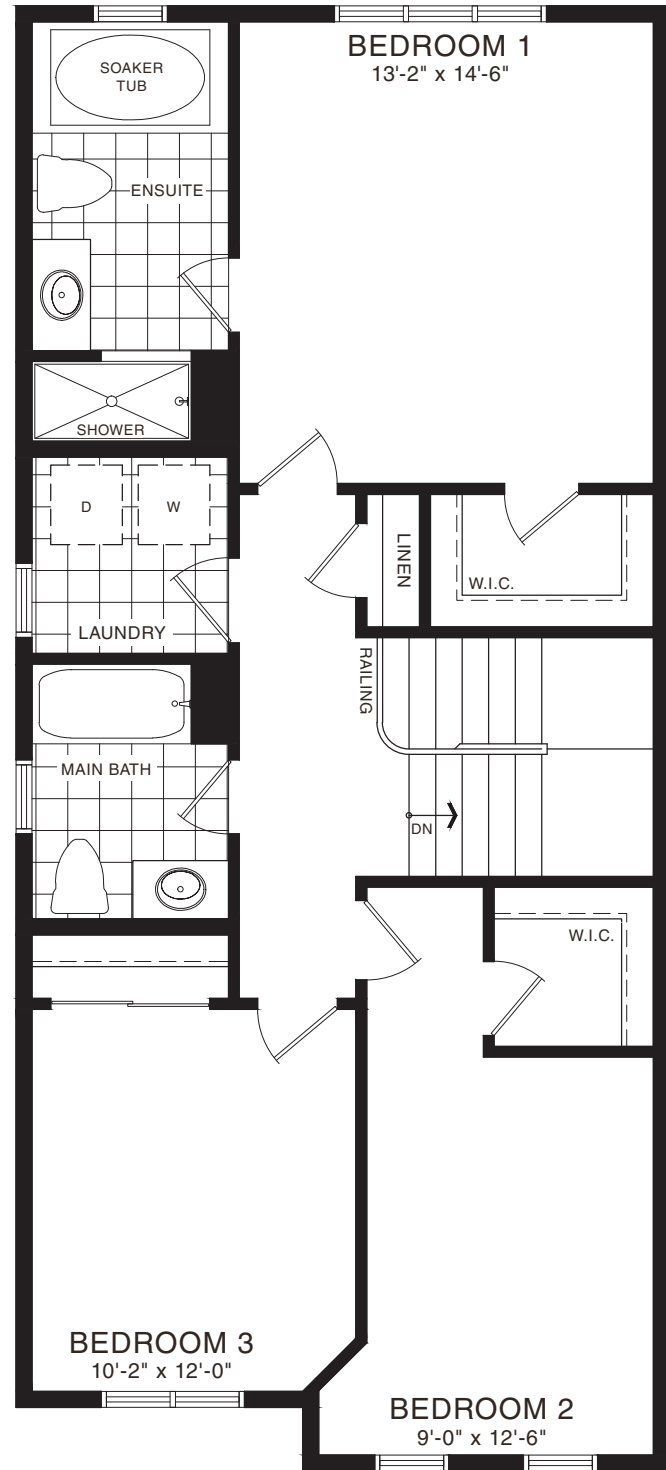 SOAKER
TUB
BEDROOM 1
13'-2" x 14'-6"
ENSUITE
SHOWER
D
W
LINEN
W.I.C.
LAUNDRY
RAILING
MAIN BATH
DN
W.I.C.
BEDROOM 3
10'-2" x 12'-0"
BEDROOM 2
9'-0" x 12'-6"